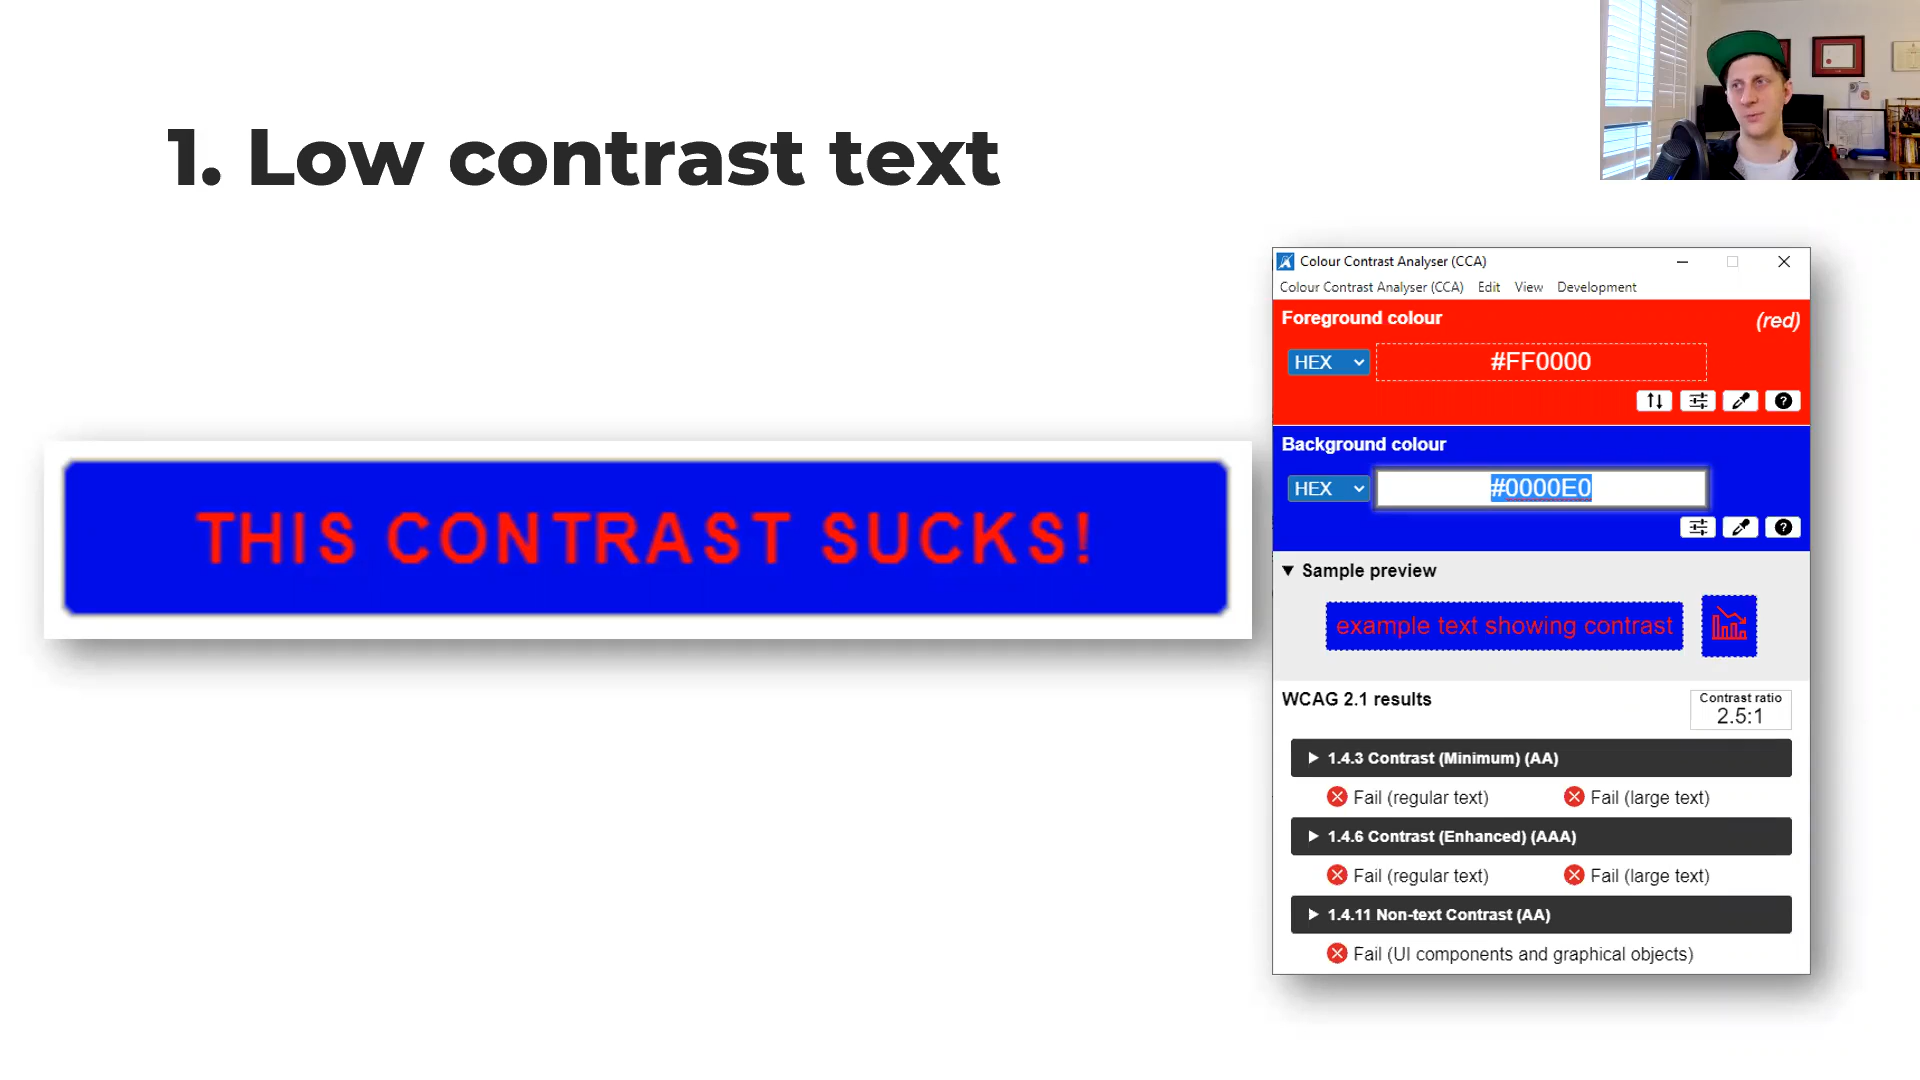 1. Low contrast text
THIS CONTRAST SUCKS!
Colour Contrast Analyser (CCA)
Colour Contrast Analyser (CCA) Edit View Development
Foreground colour (red)
HEX #FF0000
Background colour
HEX #0000E0
Sample preview
example text showing contrast
WCAG 2.1 results
Contrast ratio
2.5:1
1.4.3 Contrast (Minimum) (AA)
Fail (regular text) Fail (large text)
1.4.6 Contrast (Enhanced) (AAA)
Fail (regular text) Fail (large text)
1.4.11 Non-text Contrast (AA)
Fail (UI components and graphical objects)